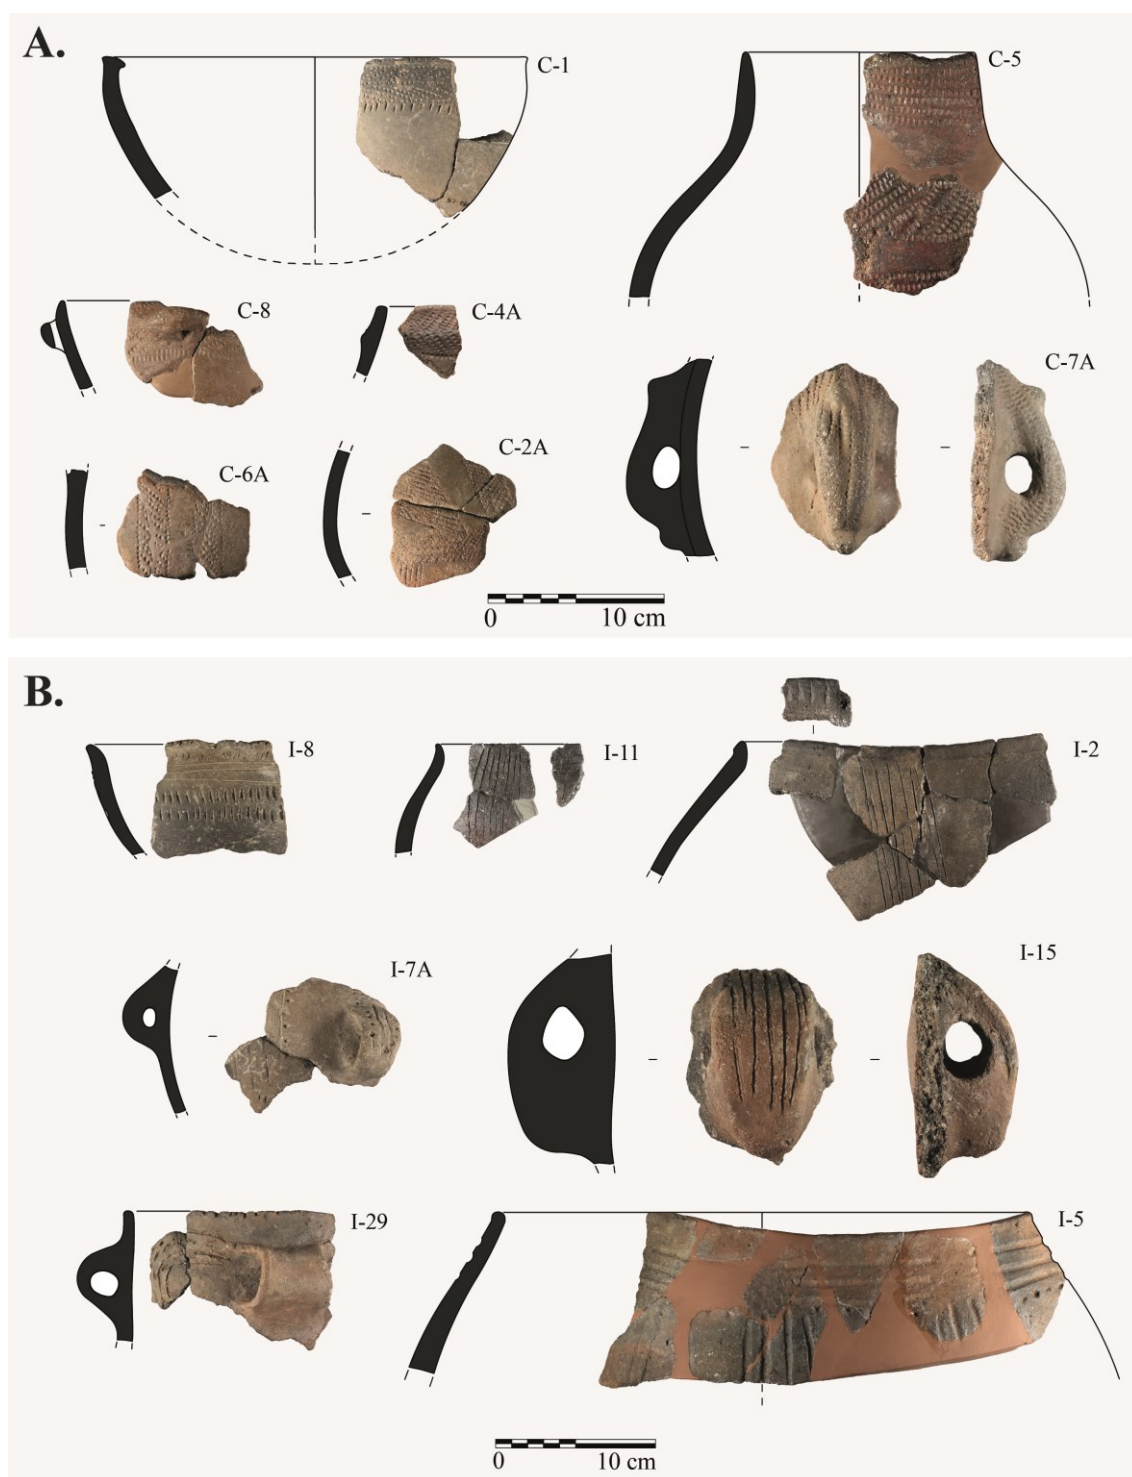 A.
C-1
C-5
C-8
C-4A
C-7A
C-6A
C-2A
0 10 cm
B.
I-8
I-11
I-2
I-7A
I-15
I-29
I-5
0 10 cm